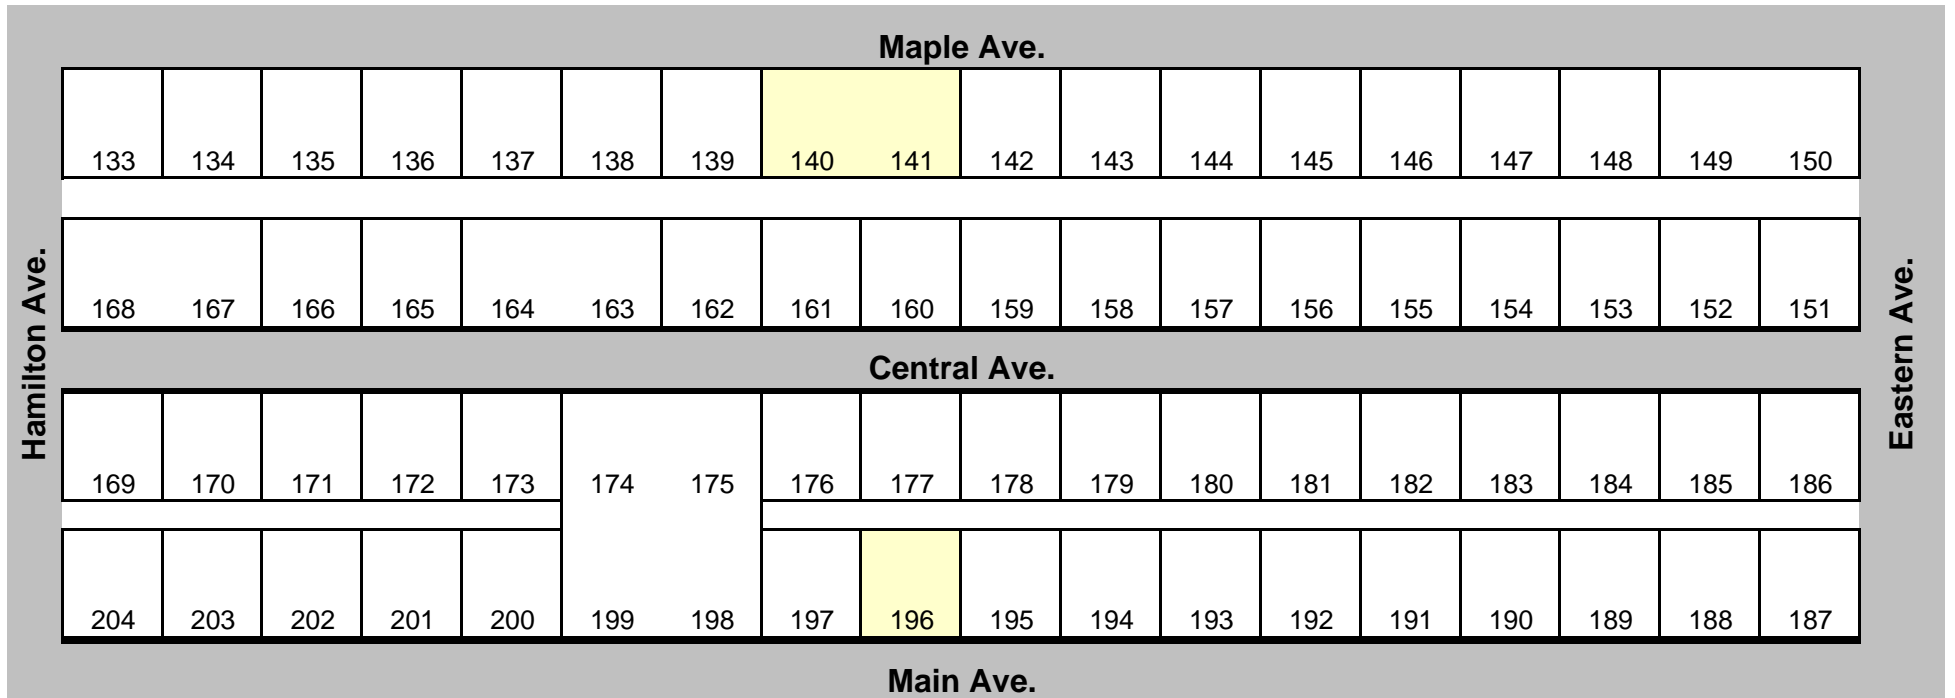 Maple Ave.
133 134 135 136 137 138 139 140 141 142 143 144 145 146 147 148 149 150
Hamilton Ave.
168 167 166 165 164 163 162 161 160 159 158 157 156 155 154 153 152 151
Eastern Ave.
Central Ave.
169 170 171 172 173 174 175 176 177 178 179 180 181 182 183 184 185 186
204 203 202 201 200 199 198 197 196 195 194 193 192 191 190 189 188 187
Main Ave.